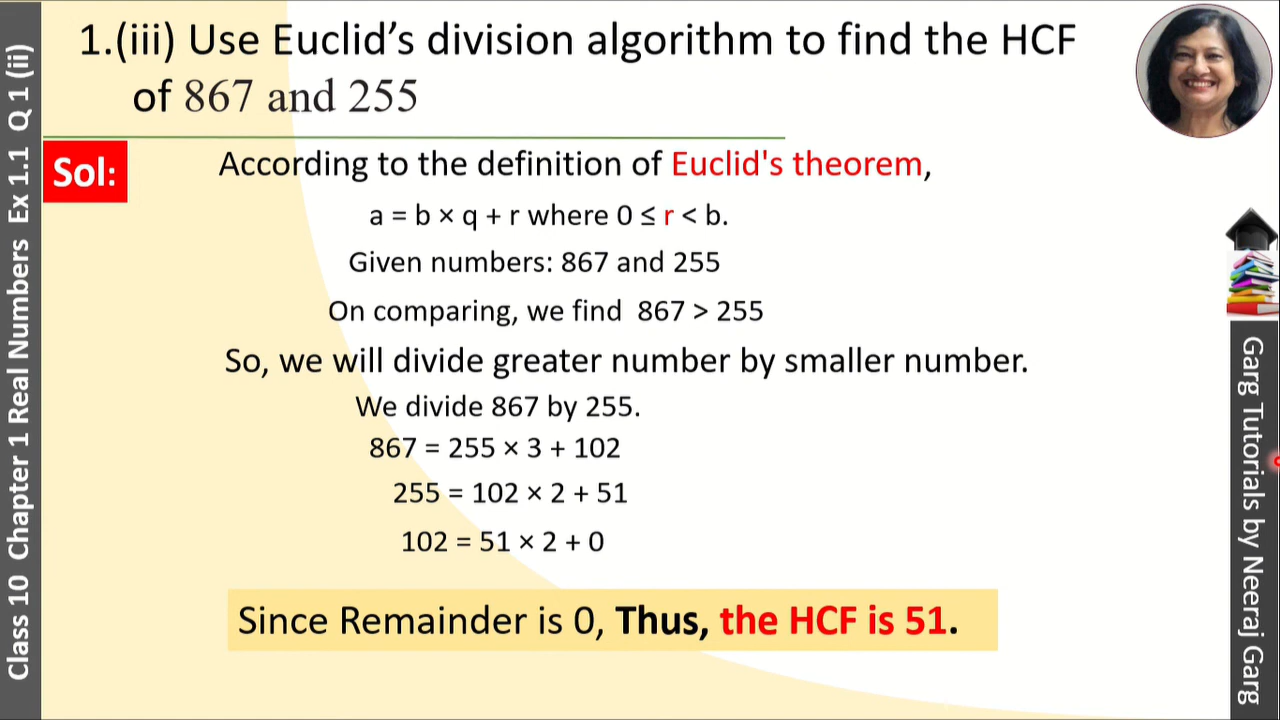 1.(iii) Use Euclid’s division algorithm to find the HCF
of 867 and 255
Sol:
According to the definition of Euclid's theorem,
a = b × q + r where 0 ≤ r < b.
Given numbers: 867 and 255
On comparing, we find 867 > 255
So, we will divide greater number by smaller number.
We divide 867 by 255.
867 = 255 × 3 + 102
255 = 102 × 2 + 51
102 = 51 × 2 + 0
Since Remainder is 0, Thus, the HCF is 51.
Class 10 Chapter 1 Real Numbers Ex 1.1 Q 1 (ii)
Garg Tutorials by Neeraj Garg